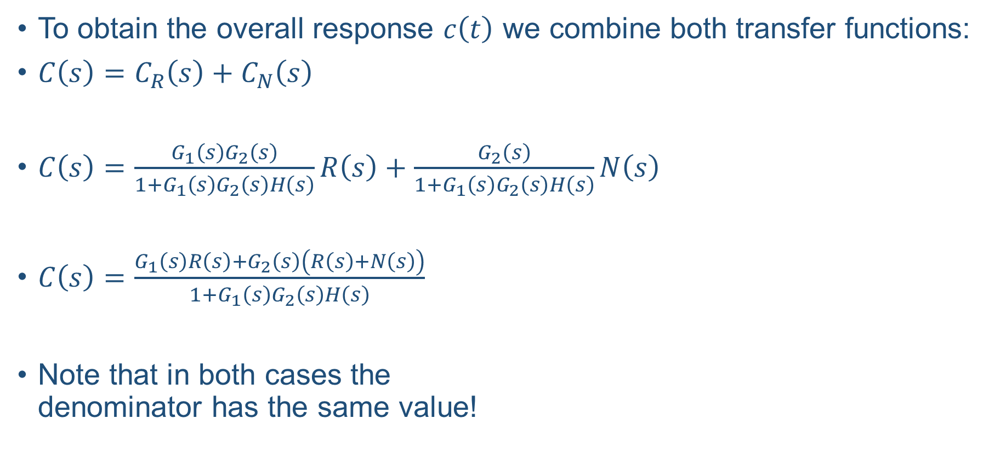 • To obtain the overall response 𝑐(𝑡) we combine both transfer functions:
• 𝐶(𝑠) = 𝐶_𝑅(𝑠) + 𝐶_𝑁(𝑠)
• 𝐶(𝑠) = \frac{𝐺_1(𝑠)𝐺_2(𝑠)}{1+𝐺_1(𝑠)𝐺_2(𝑠)𝐻(𝑠)} 𝑅(𝑠) + \frac{𝐺_2(𝑠)}{1+𝐺_1(𝑠)𝐺_2(𝑠)𝐻(𝑠)} 𝑁(𝑠)
• 𝐶(𝑠) = \frac{𝐺_1(𝑠)𝑅(𝑠)+𝐺_2(𝑠)(𝑅(𝑠)+𝑁(𝑠))}{1+𝐺_1(𝑠)𝐺_2(𝑠)𝐻(𝑠)}
• Note that in both cases the
denominator has the same value!